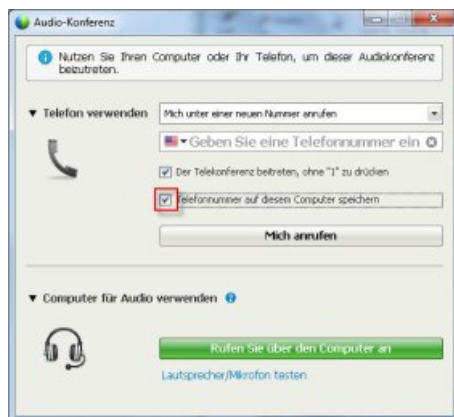 Audio-Konferenz
Nutzen Sie Ihren Computer oder Ihr Telefon, um dieser Audiokonferenz
beizutreten.
Telefon verwenden
Mich unter einer neuen Nummer anrufen
Geben Sie eine Telefonnummer ein
Der Telekonferenz beitreten, ohne "1" zu drücken
Telefonnummer auf diesem Computer speichern
Mich anrufen
Computer für Audio verwenden
Rufen Sie über den Computer an
Lautsprecher/Mikrofon testen